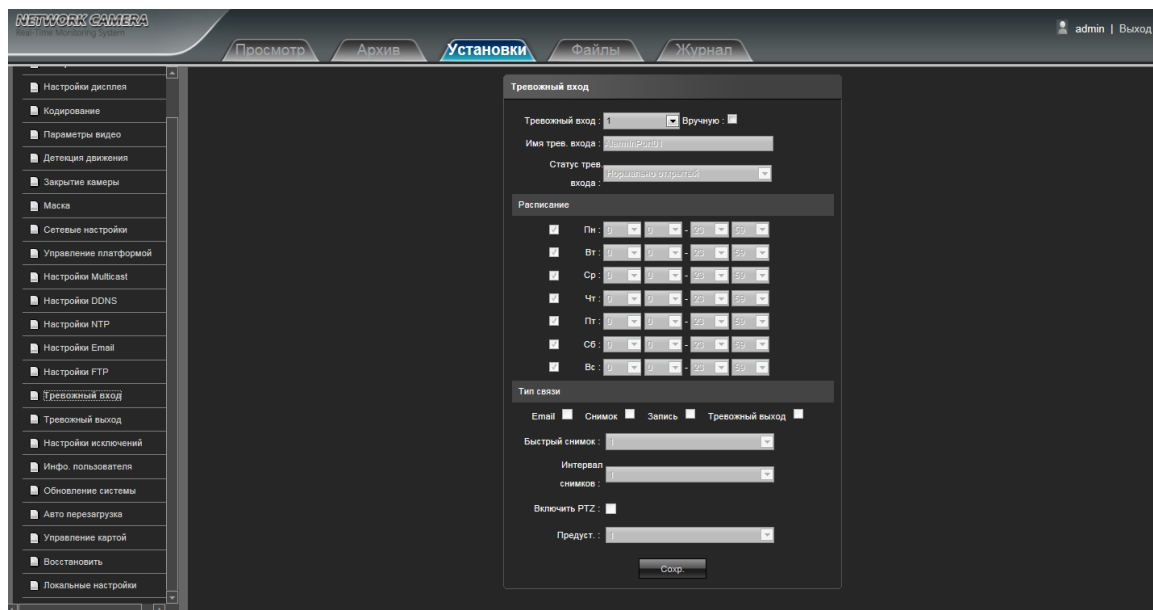 NETWORK CAMERA
Real-Time Monitoring System
admin | Выход
Просмотр Архив Установки Файлы Журнал
Настройки дисплея
Кодирование
Параметры видео
Детекция движения
Закрытие камеры
Маска
Сетевые настройки
Управление платформой
Настройки Multicast
Настройки DDNS
Настройки NTP
Настройки Email
Настройки FTP
Тревожный вход
Тревожный выход
Настройки исключений
Инфо. пользователя
Обновление системы
Авто перезагрузка
Управление картой
Восстановить
Локальные настройки
Тревожный вход
Тревожный вход : 1 Вручную :
Имя трев. входа : AlarminPort01
Статус трев
входа : Нормально открытый
Расписание
Пн : 0 0 - 23 59
Вт : 0 0 - 23 59
Ср : 0 0 - 23 59
Чт : 0 0 - 23 59
Пт : 0 0 - 23 59
Сб : 0 0 - 23 59
Вс : 0 0 - 23 59
Тип связи
Email Снимок Запись Тревожный выход
Быстрый снимок : 1
Интервал
снимков : 1
Включить PTZ :
Предуст. : 1
Сохр.